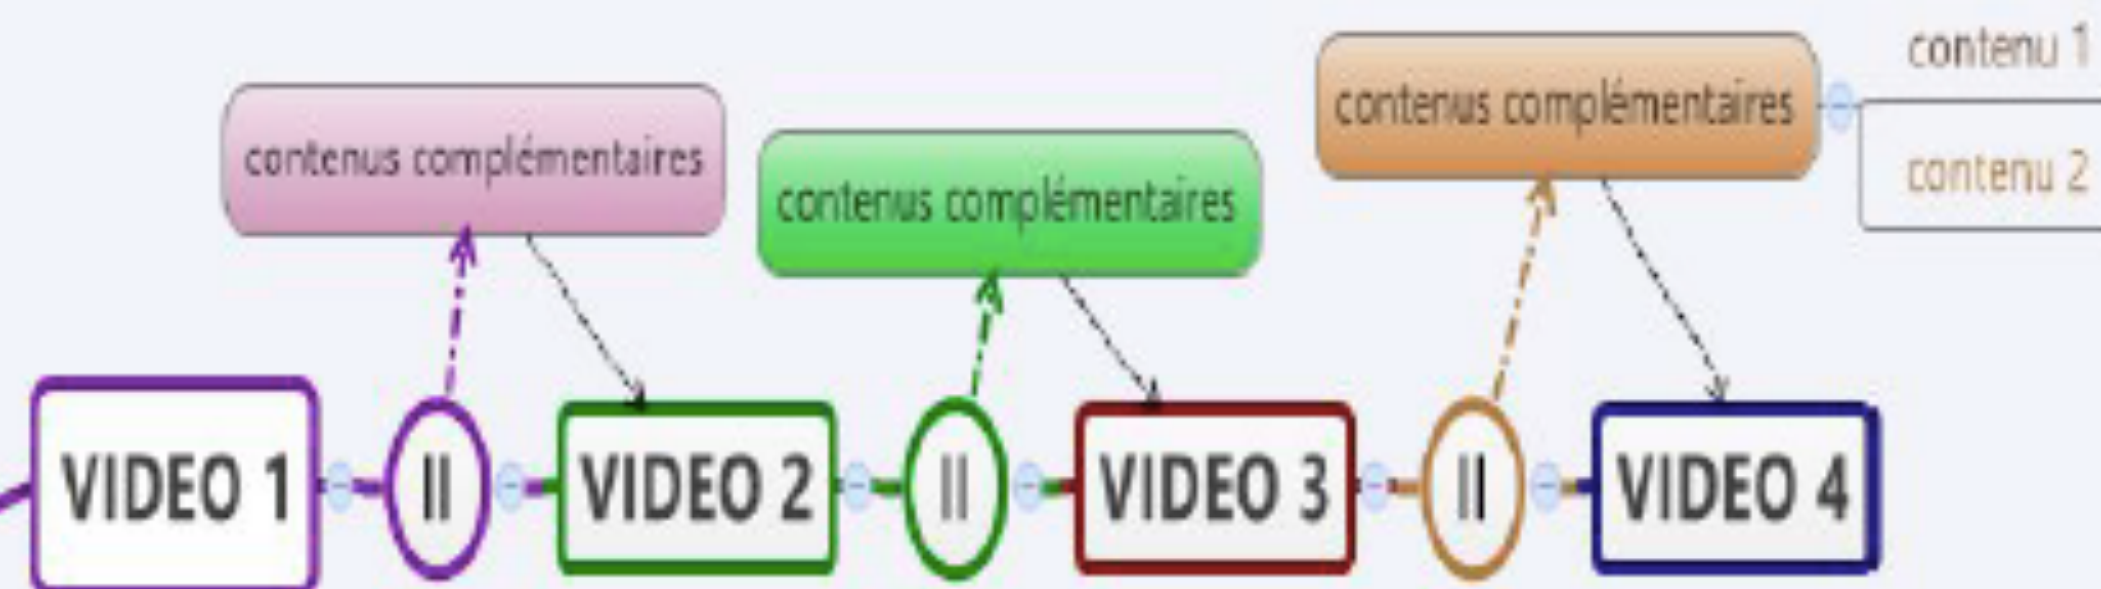 contenus complémentaires
contenus complémentaires
contenus complémentaires
contenu 1
contenu 2
VIDEO 1
II
VIDEO 2
II
VIDEO 3
II
VIDEO 4